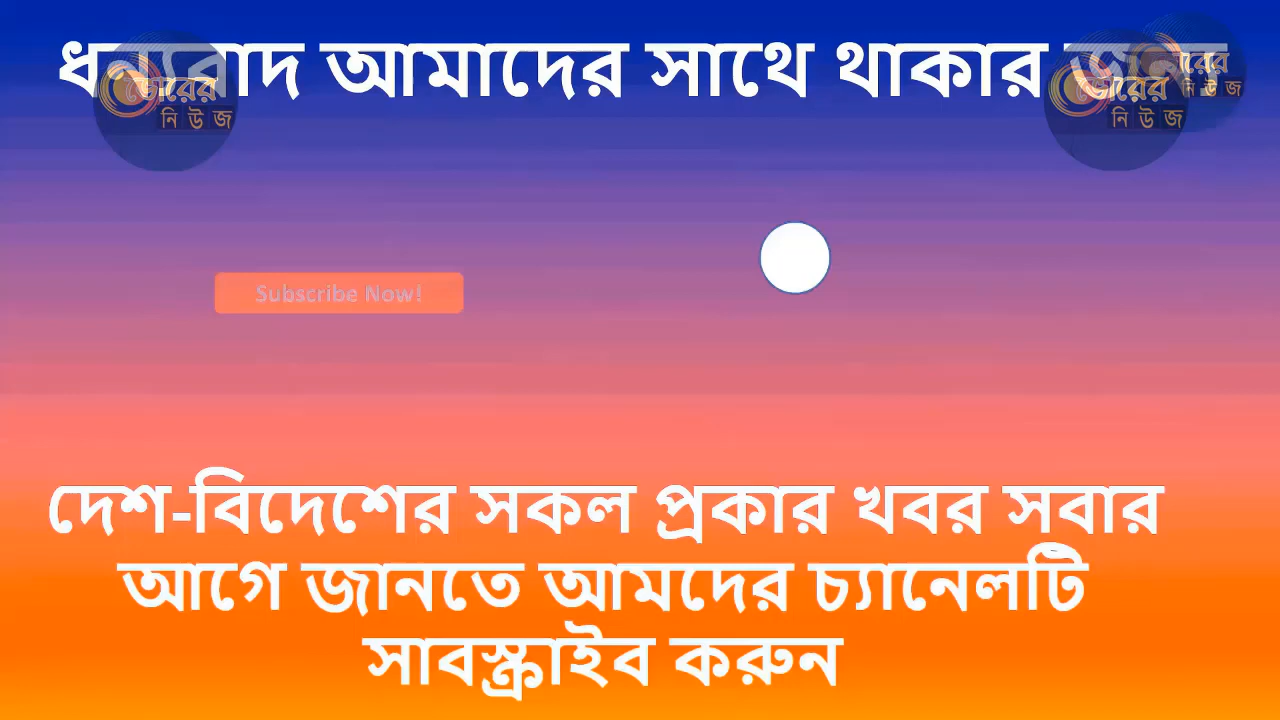 ধন্যবাদ আমাদের সাথে থাকার জন্য
ভোরের
নি উ জ
ভোরের
নি উ জ
ভোরের
নি উ জ
Subscribe Now!
দেশ-বিদেশের সকল প্রকার খবর সবার
আগে জানতে আমদের চ্যানেলটি
সাবস্ক্রাইব করুন